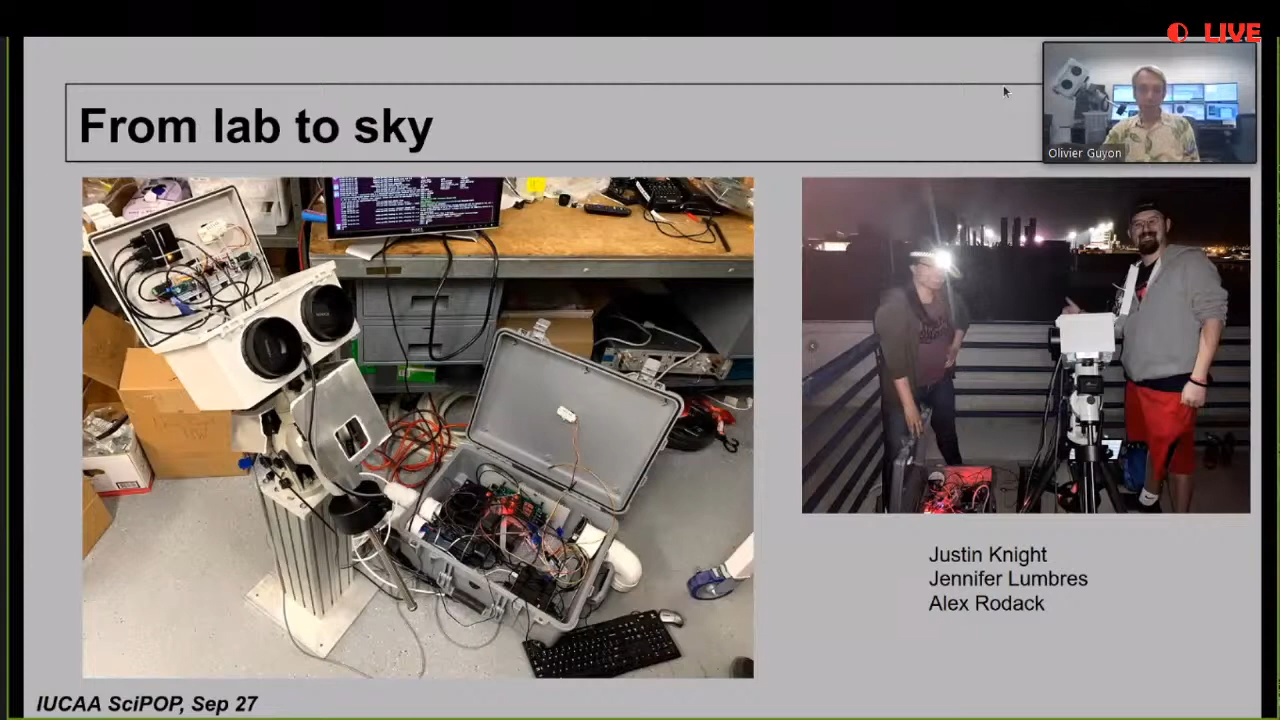 LIVE
From lab to sky
Olivier Guyon
Justin Knight
Jennifer Lumbres
Alex Rodack
IUCAA SciPOP, Sep 27